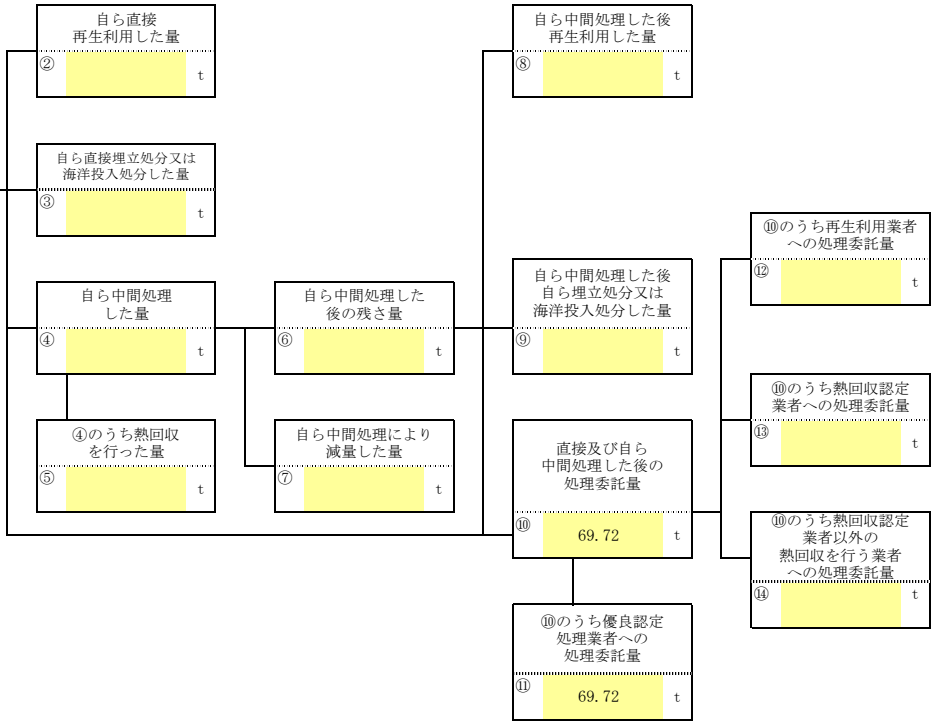 自ら直接
再生利用した量
②
t
自ら中間処理した後
再生利用した量
⑧
t
自ら直接埋立処分又は
海洋投入処分した量
③
t
⑩のうち再生利用業者
への処理委託量
⑫
t
自ら中間処理
した量
④
t
自ら中間処理した
後の残さ量
⑥
t
自ら中間処理した後
自ら埋立処分又は
海洋投入処分した量
⑨
t
⑩のうち熱回収認定
業者への処理委託量
⑬
t
④のうち熱回収
を行った量
⑤
t
自ら中間処理により
減量した量
⑦
t
直接及び自ら
中間処理した後の
処理委託量
⑩
69.72 t
⑩のうち熱回収認定
業者以外の
熱回収を行う業者
への処理委託量
⑭
t
⑩のうち優良認定
処理業者への
処理委託量
⑪
69.72 t